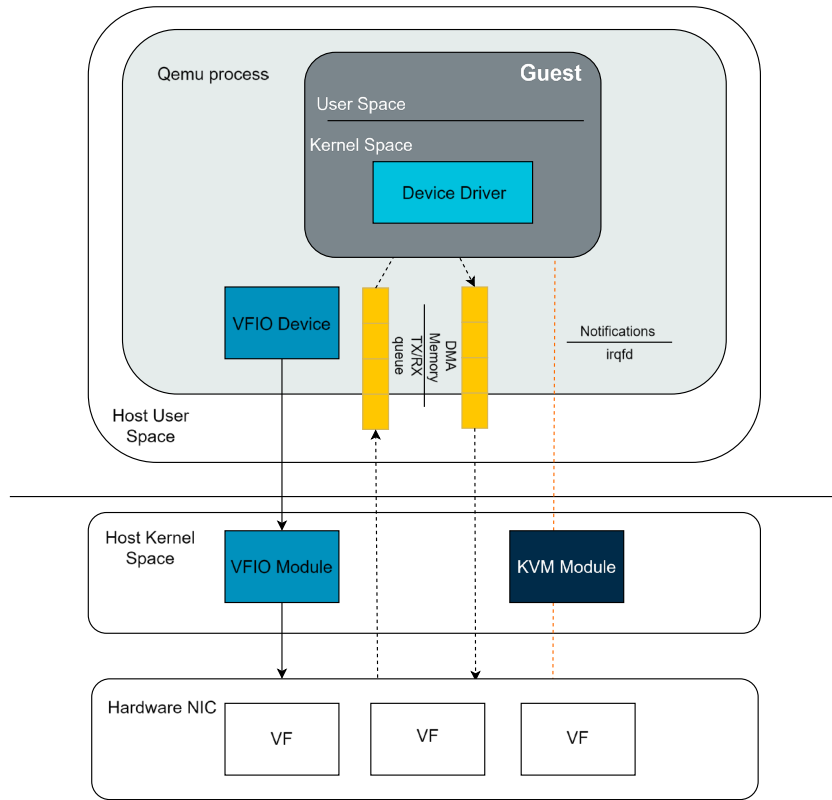 Qemu process
Guest
User Space
Kernel Space
Device Driver
VFIO Device
DMA
Memory
TX/RX
queue
Notifications
irqfd
Host User
Space
Host Kernel
Space
VFIO Module
KVM Module
Hardware NIC
VF
VF
VF